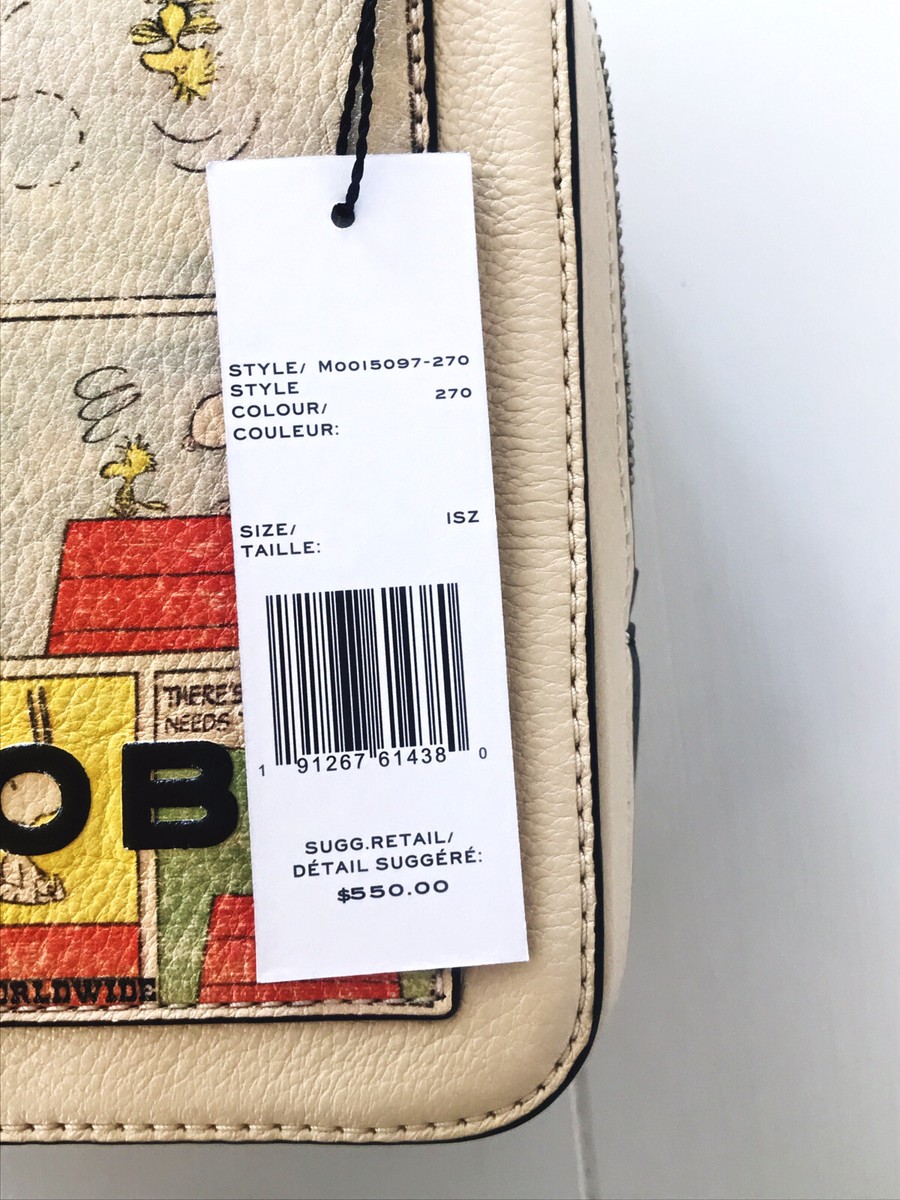 STYLE/ M0015097-270
STYLE
COLOUR/ 270
COULEUR:
SIZE/ 1SZ
TAILLE:
1 91267 61438 0
SUGG.RETAIL/
DÉTAIL SUGGÉRÉ:
$550.00
THERE'S
NEEDS
OB
WORLDWIDE